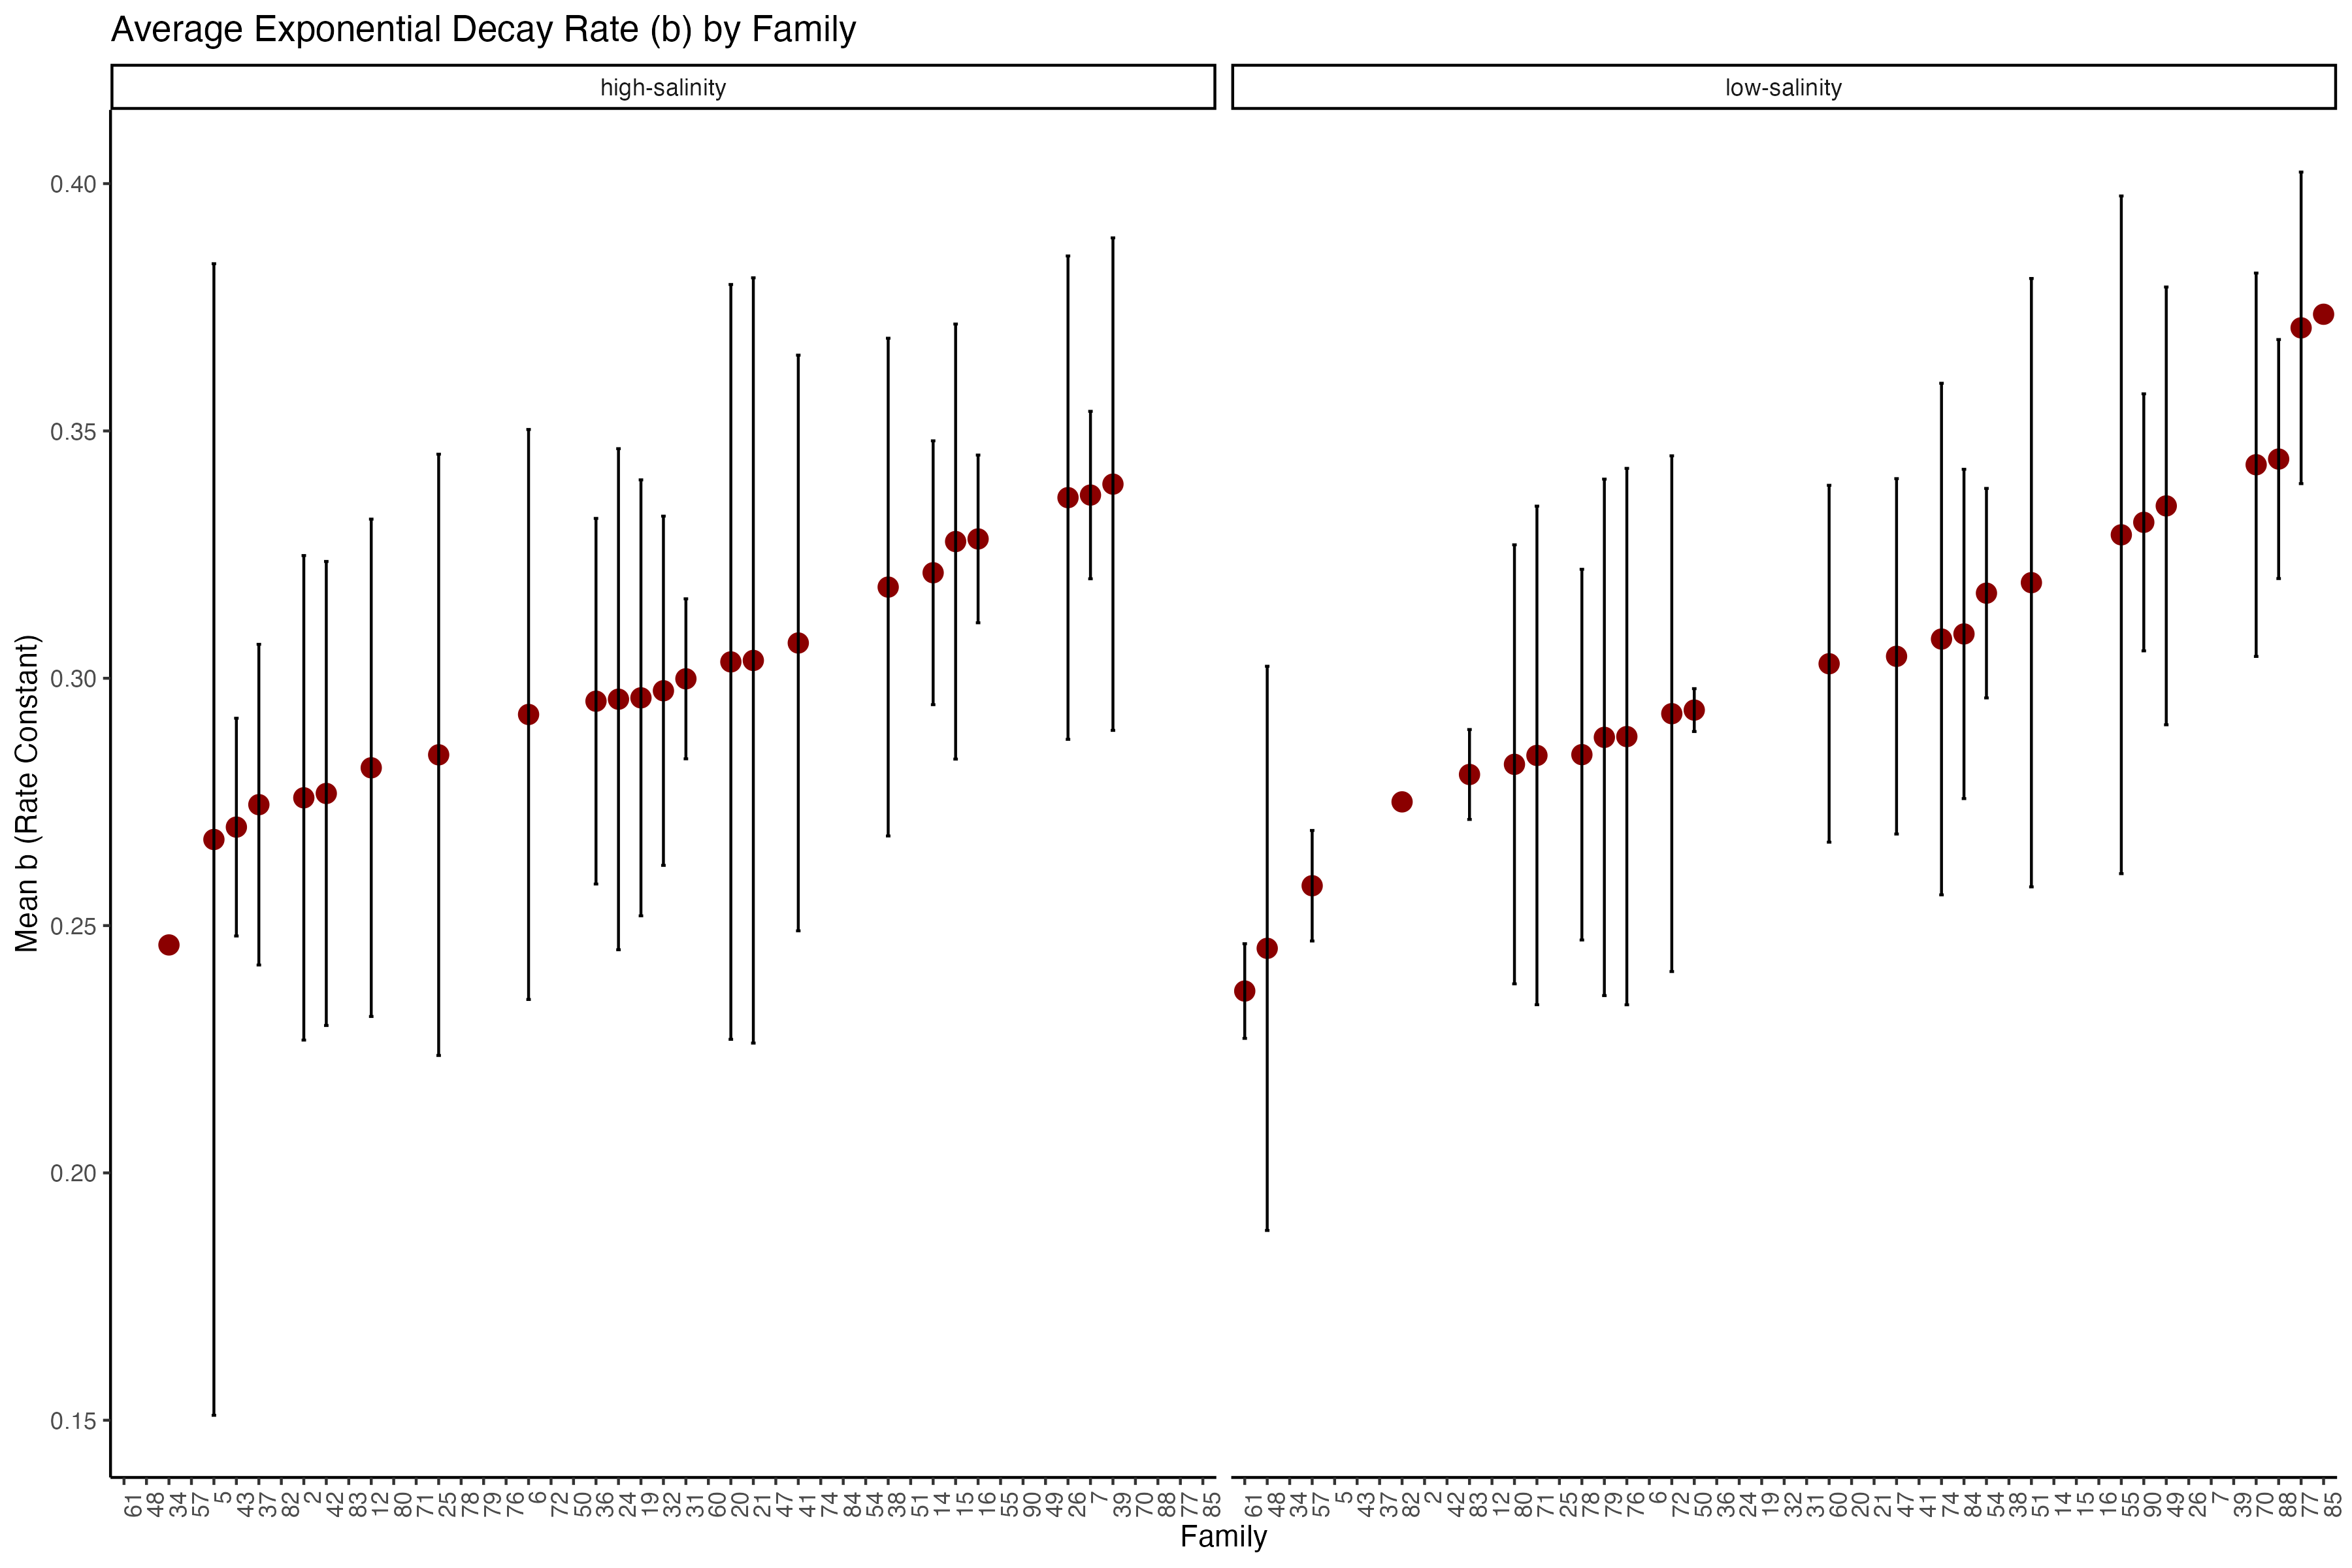 Average Exponential Decay Rate (b) by Family
high-salinity
low-salinity
Mean b (Rate Constant)
0.40
0.35
0.30
0.25
0.20
0.15
61 48 34 57 5 43 37 82 2 42 83 12 80 71 25 78 79 76 6 72 50 36 24 19 32 31 60 20 21 47 41 74 84 54 38 51 14 15 16 55 90 49 26 7 39 70 88 77 85
61 48 34 57 5 43 37 82 2 42 83 12 80 71 25 78 79 76 6 72 50 36 24 19 32 31 60 20 21 47 41 74 84 54 38 51 14 15 16 55 90 49 26 7 39 70 88 77 85
Family